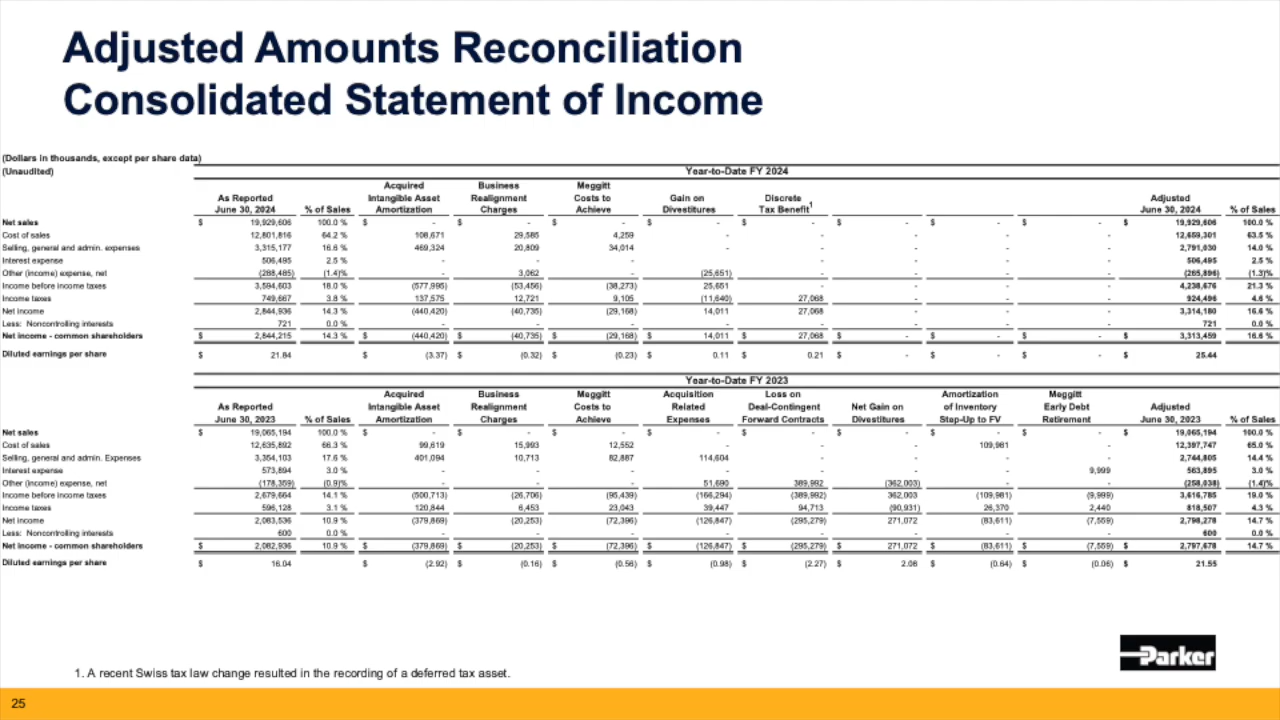 Adjusted Amounts Reconciliation
Consolidated Statement of Income
(Dollars in thousands, except per share data)
(Unaudited) Year-to-Date FY 2024
Acquired Business Meggitt
As Reported Intangible Asset Realignment Costs to Gain on Discrete Adjusted
June 30, 2024 % of Sales Amortization Charges Achieve Divestitures Tax Benefit1 June 30, 2024 % of Sales
Net sales $ 19,929,606 100.0 % $ - $ - $ - $ - $ - $ - $ - $ - $ 19,929,606 100.0 %
Cost of sales 12,801,816 64.2 % 108,671 29,585 4,259 - - - - - 12,659,301 63.5 %
Selling, general and admin. expenses 3,315,177 16.6 % 469,324 20,809 34,014 - - - - - 2,791,030 14.0 %
Interest expense 506,495 2.5 % - - - - - - - - 506,495 2.5 %
Other (income) expense, net (288,485) (1.4)% - 3,062 - (25,651) - - - - (265,896) (1.3)%
Income before income taxes 3,594,603 18.0 % (577,995) (53,456) (38,273) 25,651 - - - - 4,238,676 21.3 %
Income taxes 749,667 3.8 % 137,575 12,721 9,105 (11,640) 27,068 - - - 924,496 4.6 %
Net income 2,844,936 14.3 % (440,420) (40,735) (29,168) 14,011 27,068 - - - 3,314,180 16.6 %
Less: Noncontrolling interests 721 0.0 % - - - - - - - - 721 0.0 %
Net income - common shareholders $ 2,844,215 14.3 % $ (440,420) $ (40,735) $ (29,168) $ 14,011 $ 27,068 $ - $ - $ - $ 3,313,459 16.6 %
Diluted earnings per share $ 21.84 $ (3.37) $ (0.32) $ (0.23) $ 0.11 $ 0.21 $ - $ - $ - $ 25.44
Year-to-Date FY 2023
Acquired Business Meggitt Acquisition Loss on Amortization Meggitt
As Reported Intangible Asset Realignment Costs to Related Deal-Contingent Net Gain on of Inventory Early Debt Adjusted
June 30, 2023 % of Sales Amortization Charges Achieve Expenses Forward Contracts Divestitures Step-Up to FV Retirement June 30, 2023 % of Sales
Net sales $ 19,065,194 100.0 % $ - $ - $ - $ - $ - $ - $ - $ - $ 19,065,194 100.0 %
Cost of sales 12,635,892 66.3 % 99,619 15,993 12,552 - - - 109,981 - 12,397,747 65.0 %
Selling, general and admin. Expenses 3,354,103 17.6 % 401,094 10,713 82,887 114,604 - - - - 2,744,805 14.4 %
Interest expense 573,894 3.0 % - - - - - - - 9,999 563,895 3.0 %
Other (income) expense, net (178,359) (0.9)% - - - 51,690 389,992 (362,003) - - (258,038) (1.4)%
Income before income taxes 2,679,664 14.1 % (500,713) (26,706) (95,439) (166,294) (389,992) 362,003 (109,981) (9,999) 3,616,785 19.0 %
Income taxes 596,128 3.1 % 120,844 6,453 23,043 39,447 94,713 (90,931) 26,370 2,440 818,507 4.3 %
Net income 2,083,536 10.9 % (379,869) (20,253) (72,396) (126,847) (295,279) 271,072 (83,611) (7,559) 2,798,278 14.7 %
Less: Noncontrolling interests 600 0.0 % - - - - - - - - 600 0.0 %
Net income - common shareholders $ 2,082,936 10.9 % $ (379,869) $ (20,253) $ (72,396) $ (126,847) $ (295,279) $ 271,072 $ (83,611) $ (7,559) $ 2,797,678 14.7 %
Diluted earnings per share $ 16.04 $ (2.92) $ (0.16) $ (0.56) $ (0.98) $ (2.27) $ 2.08 $ (0.64) $ (0.06) $ 21.55
Parker
1. A recent Swiss tax law change resulted in the recording of a deferred tax asset.
25